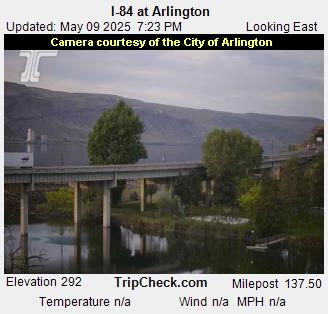 I-84 at Arlington
Updated: May 09 2025 7:23 PM Looking East
Camera courtesy of the City of Arlington
Elevation 292 TripCheck.com Milepost 137.50
Temperature n/a Wind n/a MPH n/a